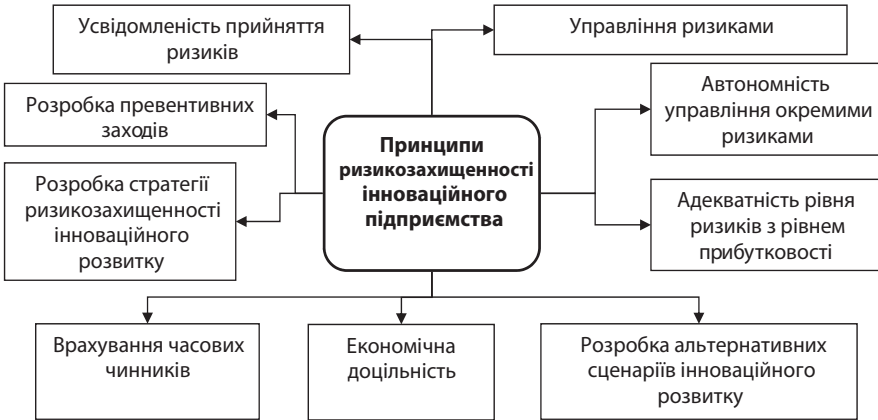 Усвідомленість прийняття
ризиків
Управління ризиками
Розробка превентивних
заходів
Автономність
управління окремими
ризиками
Принципи
ризикозахищенності
інноваційного
підприємства
Розробка стратегії
ризикозахищенності
інноваційного
розвитку
Адекватність рівня
ризиків з рівнем
прибутковості
Врахування часових
чинників
Економічна
доцільність
Розробка альтернативних
сценаріїв інноваційного
розвитку